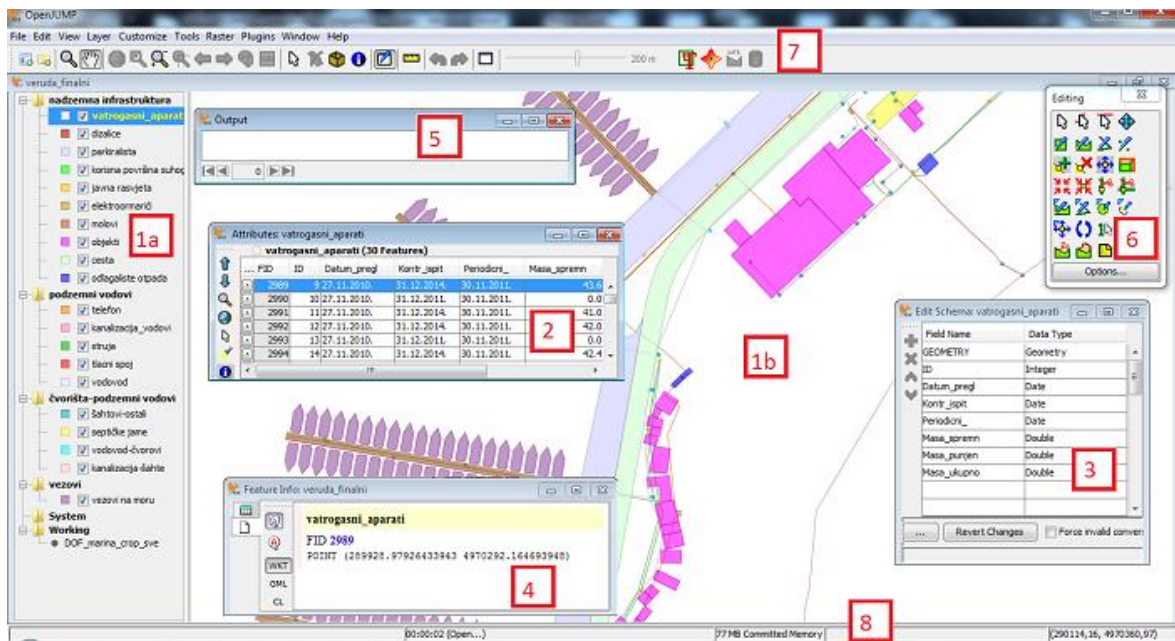 OpenJUMP
File Edit View Layer Customize Tools Raster Plugins Window Help
200 m
7
veruda_finalni
nadzemna infrastruktura
vatrogasni_aparat
dizalice
parkiralista
korisna površina suhog
javna rasvjeta
elektroormarić
molovi
objekti
cesta
odlagaliste otpada
1a
podzemni vodovi
telefon
kanalizacija_vodovi
struja
tlacni spoj
vodovod
čvorišta-podzemni vodovi
šahtovi-ostali
septičke jame
vodovod-čvorovi
kanalizacija-šahte
vezovi
vezovi na moru
System
Working
DOF_marina_crop_sve
Output
5
0
Attributes: vatrogasni_aparati
vatrogasni_aparati (30 Features)
... FID ID Datum_pregl Kontr_ispit Periodicni_ Masa_spremn
2989 9 27.11.2010. 31.12.2014. 30.11.2011. 43.6
2990 10 27.11.2010. 31.12.2014. 30.11.2011. 0.0
2991 11 27.11.2010. 31.12.2014. 30.11.2011. 41.0
2992 12 27.11.2010. 31.12.2014. 30.11.2011. 42.0
2993 13 27.11.2010. 31.12.2014. 30.11.2011. 0.0
2994 14 27.11.2010. 31.12.2014. 30.11.2011. 42.4
2
1b
Editing
6
Options...
Edit Schema: vatrogasni_aparati
Field Name Data Type
GEOMETRY Geometry
ID Integer
Datum_pregl Date
Kontr_ispit Date
Periodicni_ Date
Masa_spremn Double
Masa_punjen Double
Masa_ukupno Double
3
... Revert Changes Force invalid conver
Feature Info: veruda_finalni
vatrogasni_aparati
FID 2989
POINT (289928.97926433943 4970292.164693948)
WKT
GML
CL
4
8
00:00:02 (Open...) 77 MB Committed Memory (290114,16, 4970360,97)